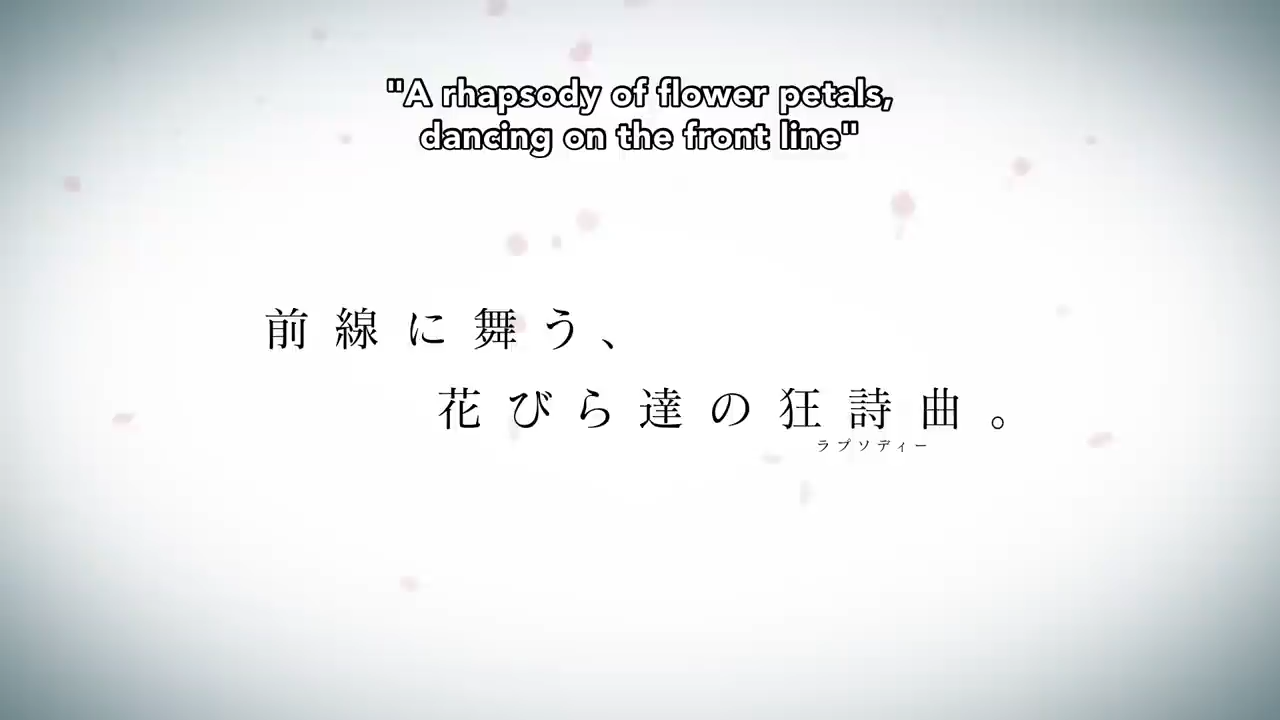 "A rhapsody of flower petals,
dancing on the front line"
前線に舞う、
花びら達の狂詩曲。
ラプソディー